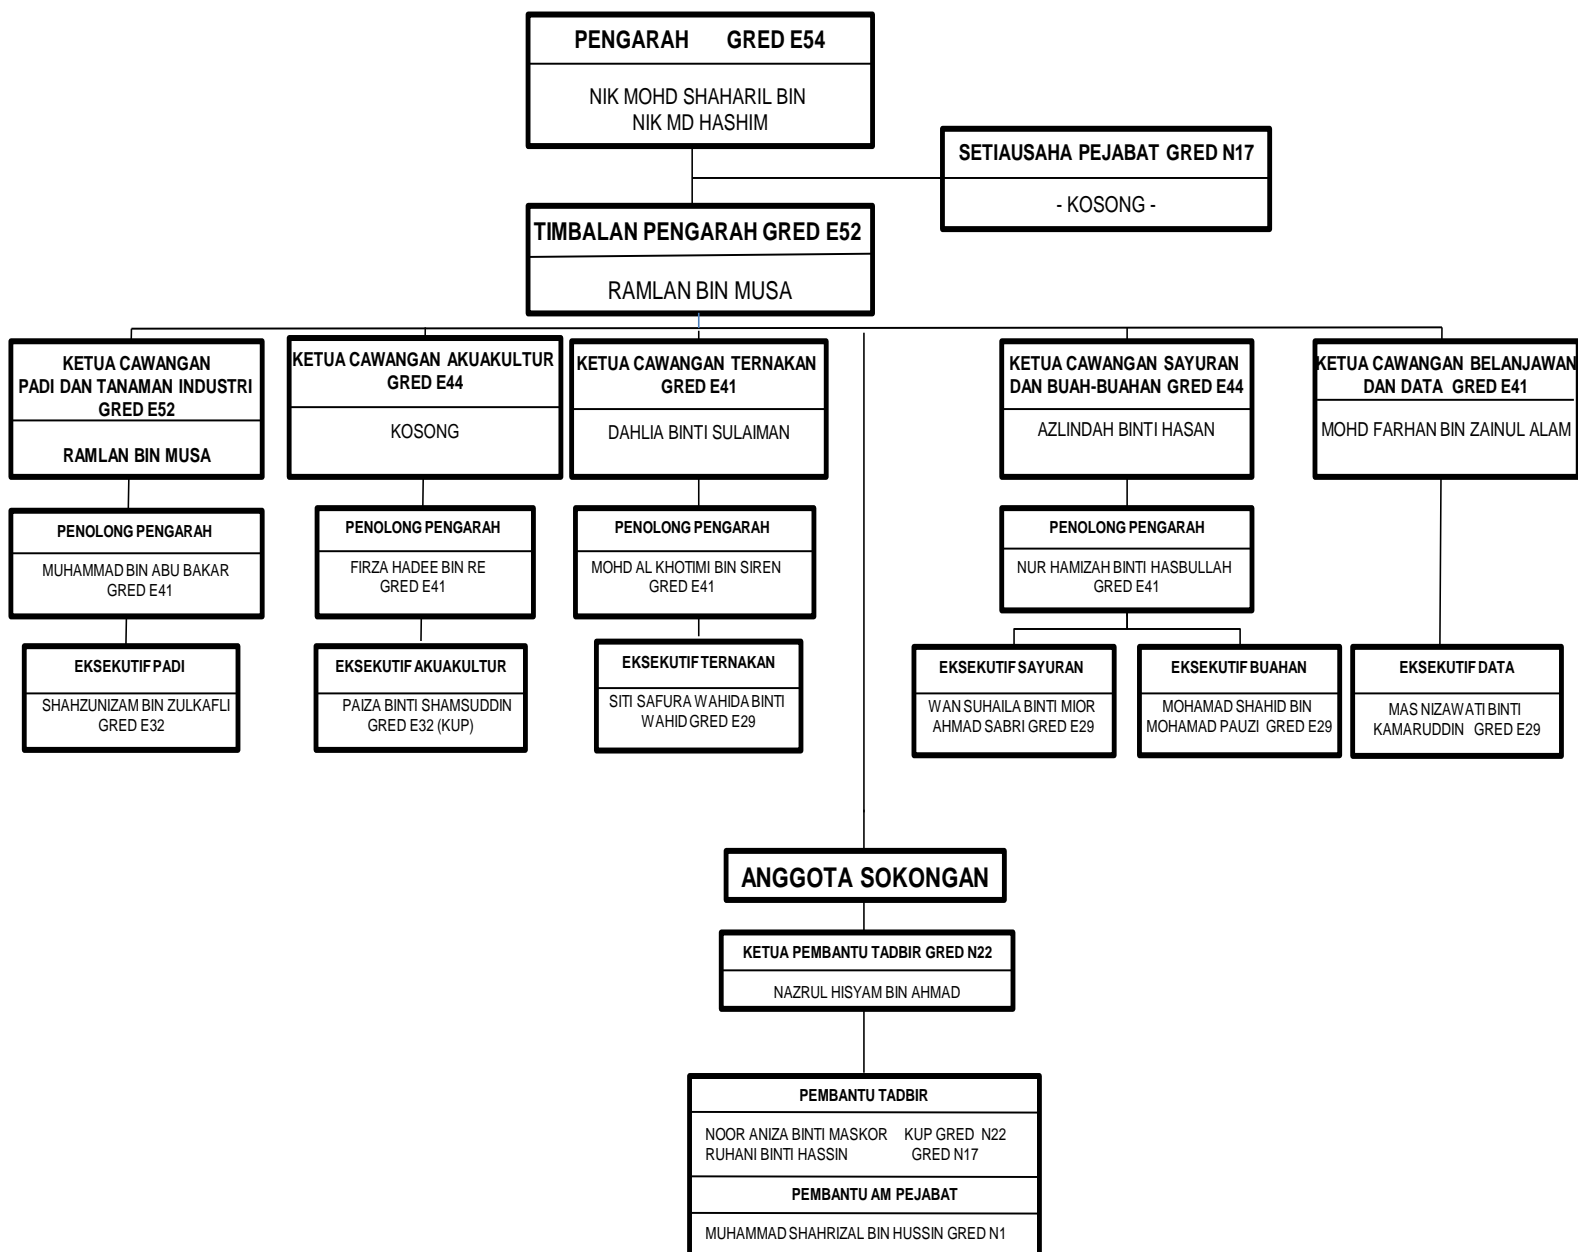 PENGARAH GRED E54
NIK MOHD SHAHARIL BIN
NIK MD HASHIM
SETIAUSAHA PEJABAT GRED N17
- KOSONG -
TIMBALAN PENGARAH GRED E52
RAMLAN BIN MUSA
KETUA CAWANGAN
PADI DAN TANAMAN INDUSTRI
GRED E52
RAMLAN BIN MUSA
KETUA CAWANGAN AKUAKULTUR
GRED E44
KOSONG
KETUA CAWANGAN TERNAKAN
GRED E41
DAHLIA BINTI SULAIMAN
KETUA CAWANGAN SAYURAN
DAN BUAH-BUAHAN GRED E44
AZLINDAH BINTI HASAN
KETUA CAWANGAN BELANJAWAN
DAN DATA GRED E41
MOHD FARHAN BIN ZAINUL ALAM
PENOLONG PENGARAH
MUHAMMAD BIN ABU BAKAR
GRED E41
PENOLONG PENGARAH
FIRZA HADEE BIN RE
GRED E41
PENOLONG PENGARAH
MOHD AL KHOTIMI BIN SIREN
GRED E41
PENOLONG PENGARAH
NUR HAMIZAH BINTI HASBULLAH
GRED E41
EKSEKUTIF PADI
SHAHZUNIZAM BIN ZULKAFLI
GRED E32
EKSEKUTIF AKUAKULTUR
PAIZA BINTI SHAMSUDDIN
GRED E32 (KUP)
EKSEKUTIF TERNAKAN
SITI SAFURA WAHIDA BINTI
WAHID GRED E29
EKSEKUTIF SAYURAN
WAN SUHAILA BINTI MIOR
AHMAD SABRI GRED E29
EKSEKUTIF BUAHAN
MOHAMAD SHAHID BIN
MOHAMAD PAUZI GRED E29
EKSEKUTIF DATA
MAS NIZAWATI BINTI
KAMARUDDIN GRED E29
ANGGOTA SOKONGAN
KETUA PEMBANTU TADBIR GRED N22
NAZRUL HISYAM BIN AHMAD
PEMBANTU TADBIR
NOOR ANIZA BINTI MASKOR KUP GRED N22
RUHANI BINTI HASSIN GRED N17
PEMBANTU AM PEJABAT
MUHAMMAD SHAHRIZAL BIN HUSSIN GRED N1